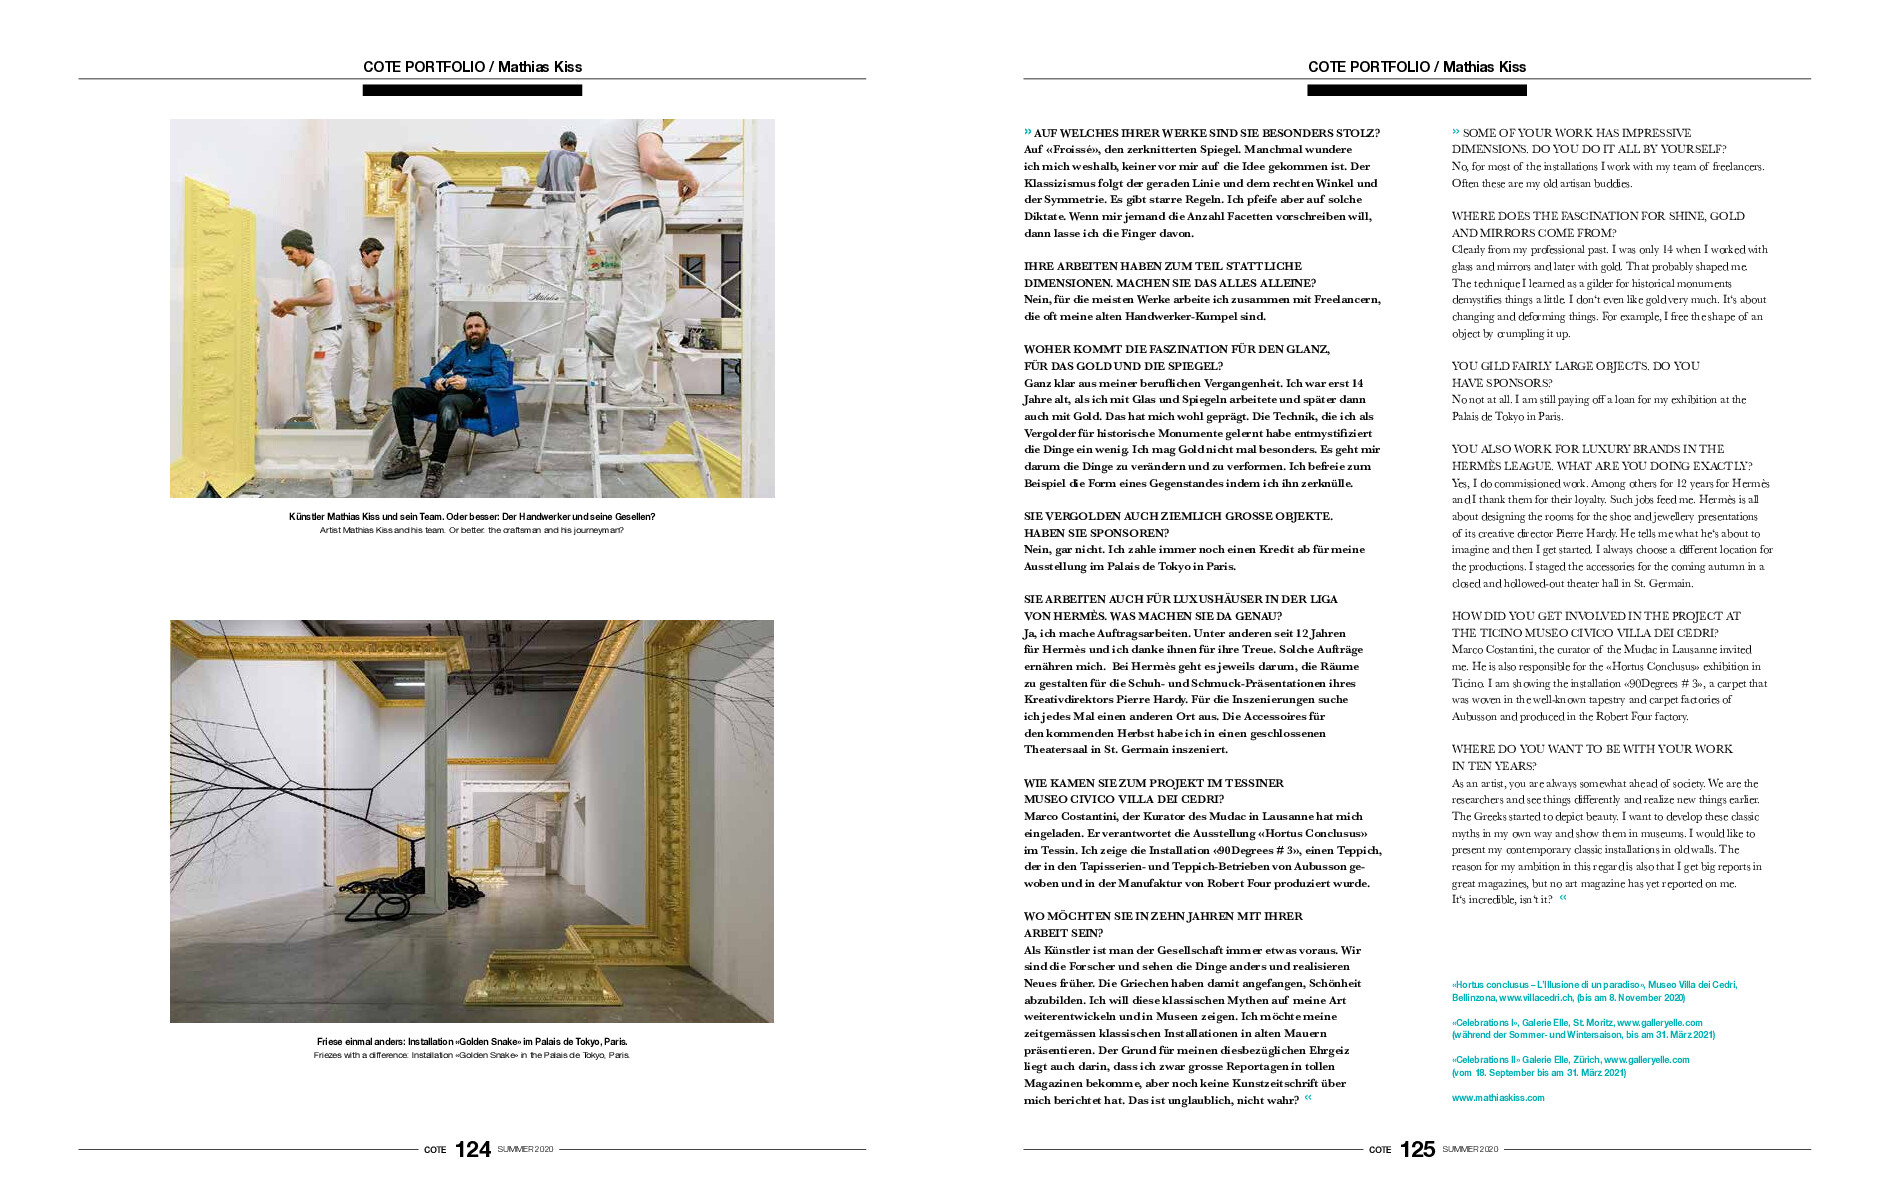 COTE PORTFOLIO / Mathias Kiss
Künstler Mathias Kiss und sein Team. Oder besser: Der Handwerker und seine Gesellen?
Artist Mathias Kiss and his team. Or better: the craftsman and his journeyman?
Friese einmal anders: Installation «Golden Snake» im Palais de Tokyo, Paris.
Friezes with a difference: Installation «Golden Snake» in the Palais de Tokyo, Paris.
COTE 124 SUMMER 2020
COTE PORTFOLIO / Mathias Kiss
›› AUF WELCHES IHRER WERKE SIND SIE BESONDERS STOLZ?
Auf «Froissé», den zerknitterten Spiegel. Manchmal wundere
ich mich weshalb, keiner vor mir auf die Idee gekommen ist. Der
Klassizismus folgt der geraden Linie und dem rechten Winkel und
der Symmetrie. Es gibt starre Regeln. Ich pfeife aber auf solche
Diktate. Wenn mir jemand die Anzahl Facetten vorschreiben will,
dann lasse ich die Finger davon.
IHRE ARBEITEN HABEN ZUM TEIL STATTLICHE
DIMENSIONEN. MACHEN SIE DAS ALLES ALLEINE?
Nein, für die meisten Werke arbeite ich zusammen mit Freelancern,
die oft meine alten Handwerker-Kumpel sind.
WOHER KOMMT DIE FASZINATION FÜR DEN GLANZ,
FÜR DAS GOLD UND DIE SPIEGEL?
Ganz klar aus meiner beruflichen Vergangenheit. Ich war erst 14
Jahre alt, als ich mit Glas und Spiegeln arbeitete und später dann
auch mit Gold. Das hat mich wohl geprägt. Die Technik, die ich als
Vergolder für historische Monumente gelernt habe entmystifiziert
die Dinge ein wenig. Ich mag Gold nicht mal besonders. Es geht mir
darum die Dinge zu verändern und zu verformen. Ich befreie zum
Beispiel die Form eines Gegenstandes indem ich ihn zerknülle.
SIE VERGOLDEN AUCH ZIEMLICH GROSSE OBJEKTE.
HABEN SIE SPONSOREN?
Nein, gar nicht. Ich zahle immer noch einen Kredit ab für meine
Ausstellung im Palais de Tokyo in Paris.
SIE ARBEITEN AUCH FÜR LUXUSHÄUSER IN DER LIGA
VON HERMÈS. WAS MACHEN SIE DA GENAU?
Ja, ich mache Auftragsarbeiten. Unter anderen seit 12 Jahren
für Hermès und ich danke ihnen für ihre Treue. Solche Aufträge
ernähren mich. Bei Hermès geht es jeweils darum, die Räume
zu gestalten für die Schuh- und Schmuck-Präsentationen ihres
Kreativdirektors Pierre Hardy. Für die Inszenierungen suche
ich jedes Mal einen anderen Ort aus. Die Accessoires für
den kommenden Herbst habe ich in einen geschlossenen
Theatersaal in St. Germain inszeniert.
WIE KAMEN SIE ZUM PROJEKT IM TESSINER
MUSEO CIVICO VILLA DEI CEDRI?
Marco Costantini, der Kurator des Mudac in Lausanne hat mich
eingeladen. Er verantwortet die Ausstellung «Hortus Conclusus»
im Tessin. Ich zeige die Installation «90Degrees # 3», einen Teppich,
der in den Tapisserien- und Teppich-Betrieben von Aubusson ge-
woben und in der Manufaktur von Robert Four produziert wurde.
WO MÖCHTEN SIE IN ZEHN JAHREN MIT IHRER
ARBEIT SEIN?
Als Künstler ist man der Gesellschaft immer etwas voraus. Wir
sind die Forscher und sehen die Dinge anders und realisieren
Neues früher. Die Griechen haben damit angefangen, Schönheit
abzubilden. Ich will diese klassischen Mythen auf meine Art
weiterentwickeln und in Museen zeigen. Ich möchte meine
zeitgemässen klassischen Installationen in alten Mauern
präsentieren. Der Grund für meinen diesbezüglichen Ehrgeiz
liegt auch darin, dass ich zwar grosse Reportagen in tollen
Magazinen bekomme, aber noch keine Kunstzeitschrift über
mich berichtet hat. Das ist unglaublich, nicht wahr? ‹‹
›› SOME OF YOUR WORK HAS IMPRESSIVE
DIMENSIONS. DO YOU DO IT ALL BY YOURSELF?
No, for most of the installations I work with my team of freelancers.
Often these are my old artisan buddies.
WHERE DOES THE FASCINATION FOR SHINE, GOLD
AND MIRRORS COME FROM?
Clearly from my professional past. I was only 14 when I worked with
glass and mirrors and later with gold. That probably shaped me.
The technique I learned as a gilder for historical monuments
demystifies things a little. I don't even like gold very much. It's about
changing and deforming things. For example, I free the shape of an
object by crumpling it up.
YOU GILD FAIRLY LARGE OBJECTS. DO YOU
HAVE SPONSORS?
No not at all. I am still paying off a loan for my exhibition at the
Palais de Tokyo in Paris.
YOU ALSO WORK FOR LUXURY BRANDS IN THE
HERMÈS LEAGUE. WHAT ARE YOU DOING EXACTLY?
Yes, I do commissioned work. Among others for 12 years for Hermès
and I thank them for their loyalty. Such jobs feed me. Hermès is all
about designing the rooms for the shoe and jewellery presentations
of its creative director Pierre Hardy. He tells me what he's about to
imagine and then I get started. I always choose a different location for
the productions. I staged the accessories for the coming autumn in a
closed and hollowed-out theater hall in St. Germain.
HOW DID YOU GET INVOLVED IN THE PROJECT AT
THE TICINO MUSEO CIVICO VILLA DEI CEDRI?
Marco Costantini, the curator of the Mudac in Lausanne invited
me. He is also responsible for the «Hortus Conclusus» exhibition in
Ticino. I am showing the installation «90Degrees # 3», a carpet that
was woven in the well-known tapestry and carpet factories of
Aubusson and produced in the Robert Four factory.
WHERE DO YOU WANT TO BE WITH YOUR WORK
IN TEN YEARS?
As an artist, you are always somewhat ahead of society. We are the
researchers and see things differently and realize new things earlier.
The Greeks started to depict beauty. I want to develop these classic
myths in my own way and show them in museums. I would like to
present my contemporary classic installations in old walls. The
reason for my ambition in this regard is also that I get big reports in
great magazines, but no art magazine has yet reported on me.
It's incredible, isn't it? ‹‹
«Hortus conclusus – L'Illusione di un paradiso», Museo Villa dei Cedri,
Bellinzona, www.villacedri.ch, (bis am 8. November 2020)
«Celebrations I», Galerie Elle, St. Moritz, www.galleryelle.com
(während der Sommer- und Wintersaison, bis am 31. März 2021)
«Celebrations II» Galerie Elle, Zürich, www.galleryelle.com
(vom 18. September bis am 31. März 2021)
www.mathiaskiss.com
COTE 125 SUMMER 2020